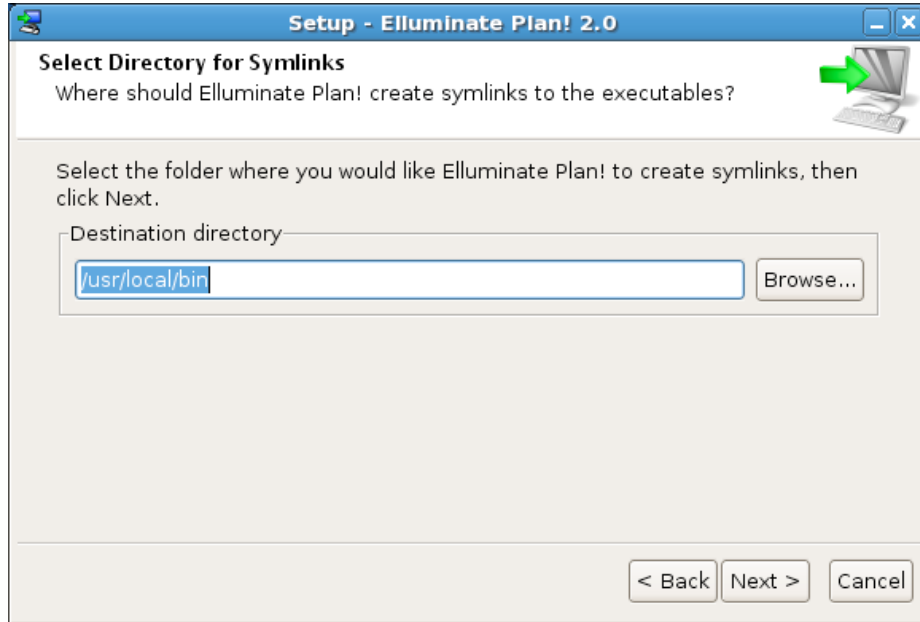 Setup - Elluminate Plan! 2.0
Select Directory for Symlinks
Where should Elluminate Plan! create symlinks to the executables?
Select the folder where you would like Elluminate Plan! to create symlinks, then
click Next.
Destination directory
/usr/local/bin
Browse...
< Back
Next >
Cancel